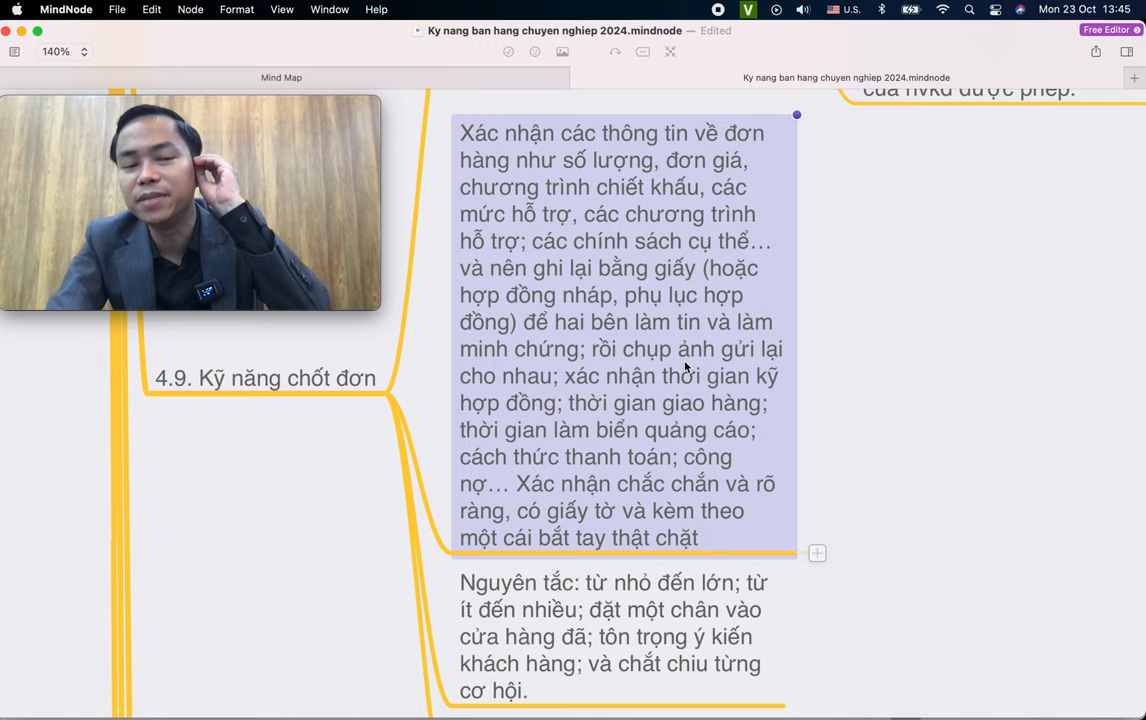 MindNode File Edit Node Format View Window Help V U.S. Mon 23 Oct 13:45
Ky nang ban hang chuyen nghiep 2024.mindnode — Edited
Free Editor
140%
Mind Map
Ky nang ban hang chuyen nghiep 2024.mindnode
của nvkd được phép.
Xác nhận các thông tin về đơn
hàng như số lượng, đơn giá,
chương trình chiết khấu, các
mức hỗ trợ, các chương trình
hỗ trợ; các chính sách cụ thể…
và nên ghi lại bằng giấy (hoặc
hợp đồng nháp, phụ lục hợp
đồng) để hai bên làm tin và làm
minh chứng; rồi chụp ảnh gửi lại
cho nhau; xác nhận thời gian kỹ
hợp đồng; thời gian giao hàng;
thời gian làm biển quảng cáo;
cách thức thanh toán; công
nợ… Xác nhận chắc chắn và rõ
ràng, có giấy tờ và kèm theo
một cái bắt tay thật chặt
4.9. Kỹ năng chốt đơn
Nguyên tắc: từ nhỏ đến lớn; từ
ít đến nhiều; đặt một chân vào
cửa hàng đã; tôn trọng ý kiến
khách hàng; và chắt chiu từng
cơ hội.